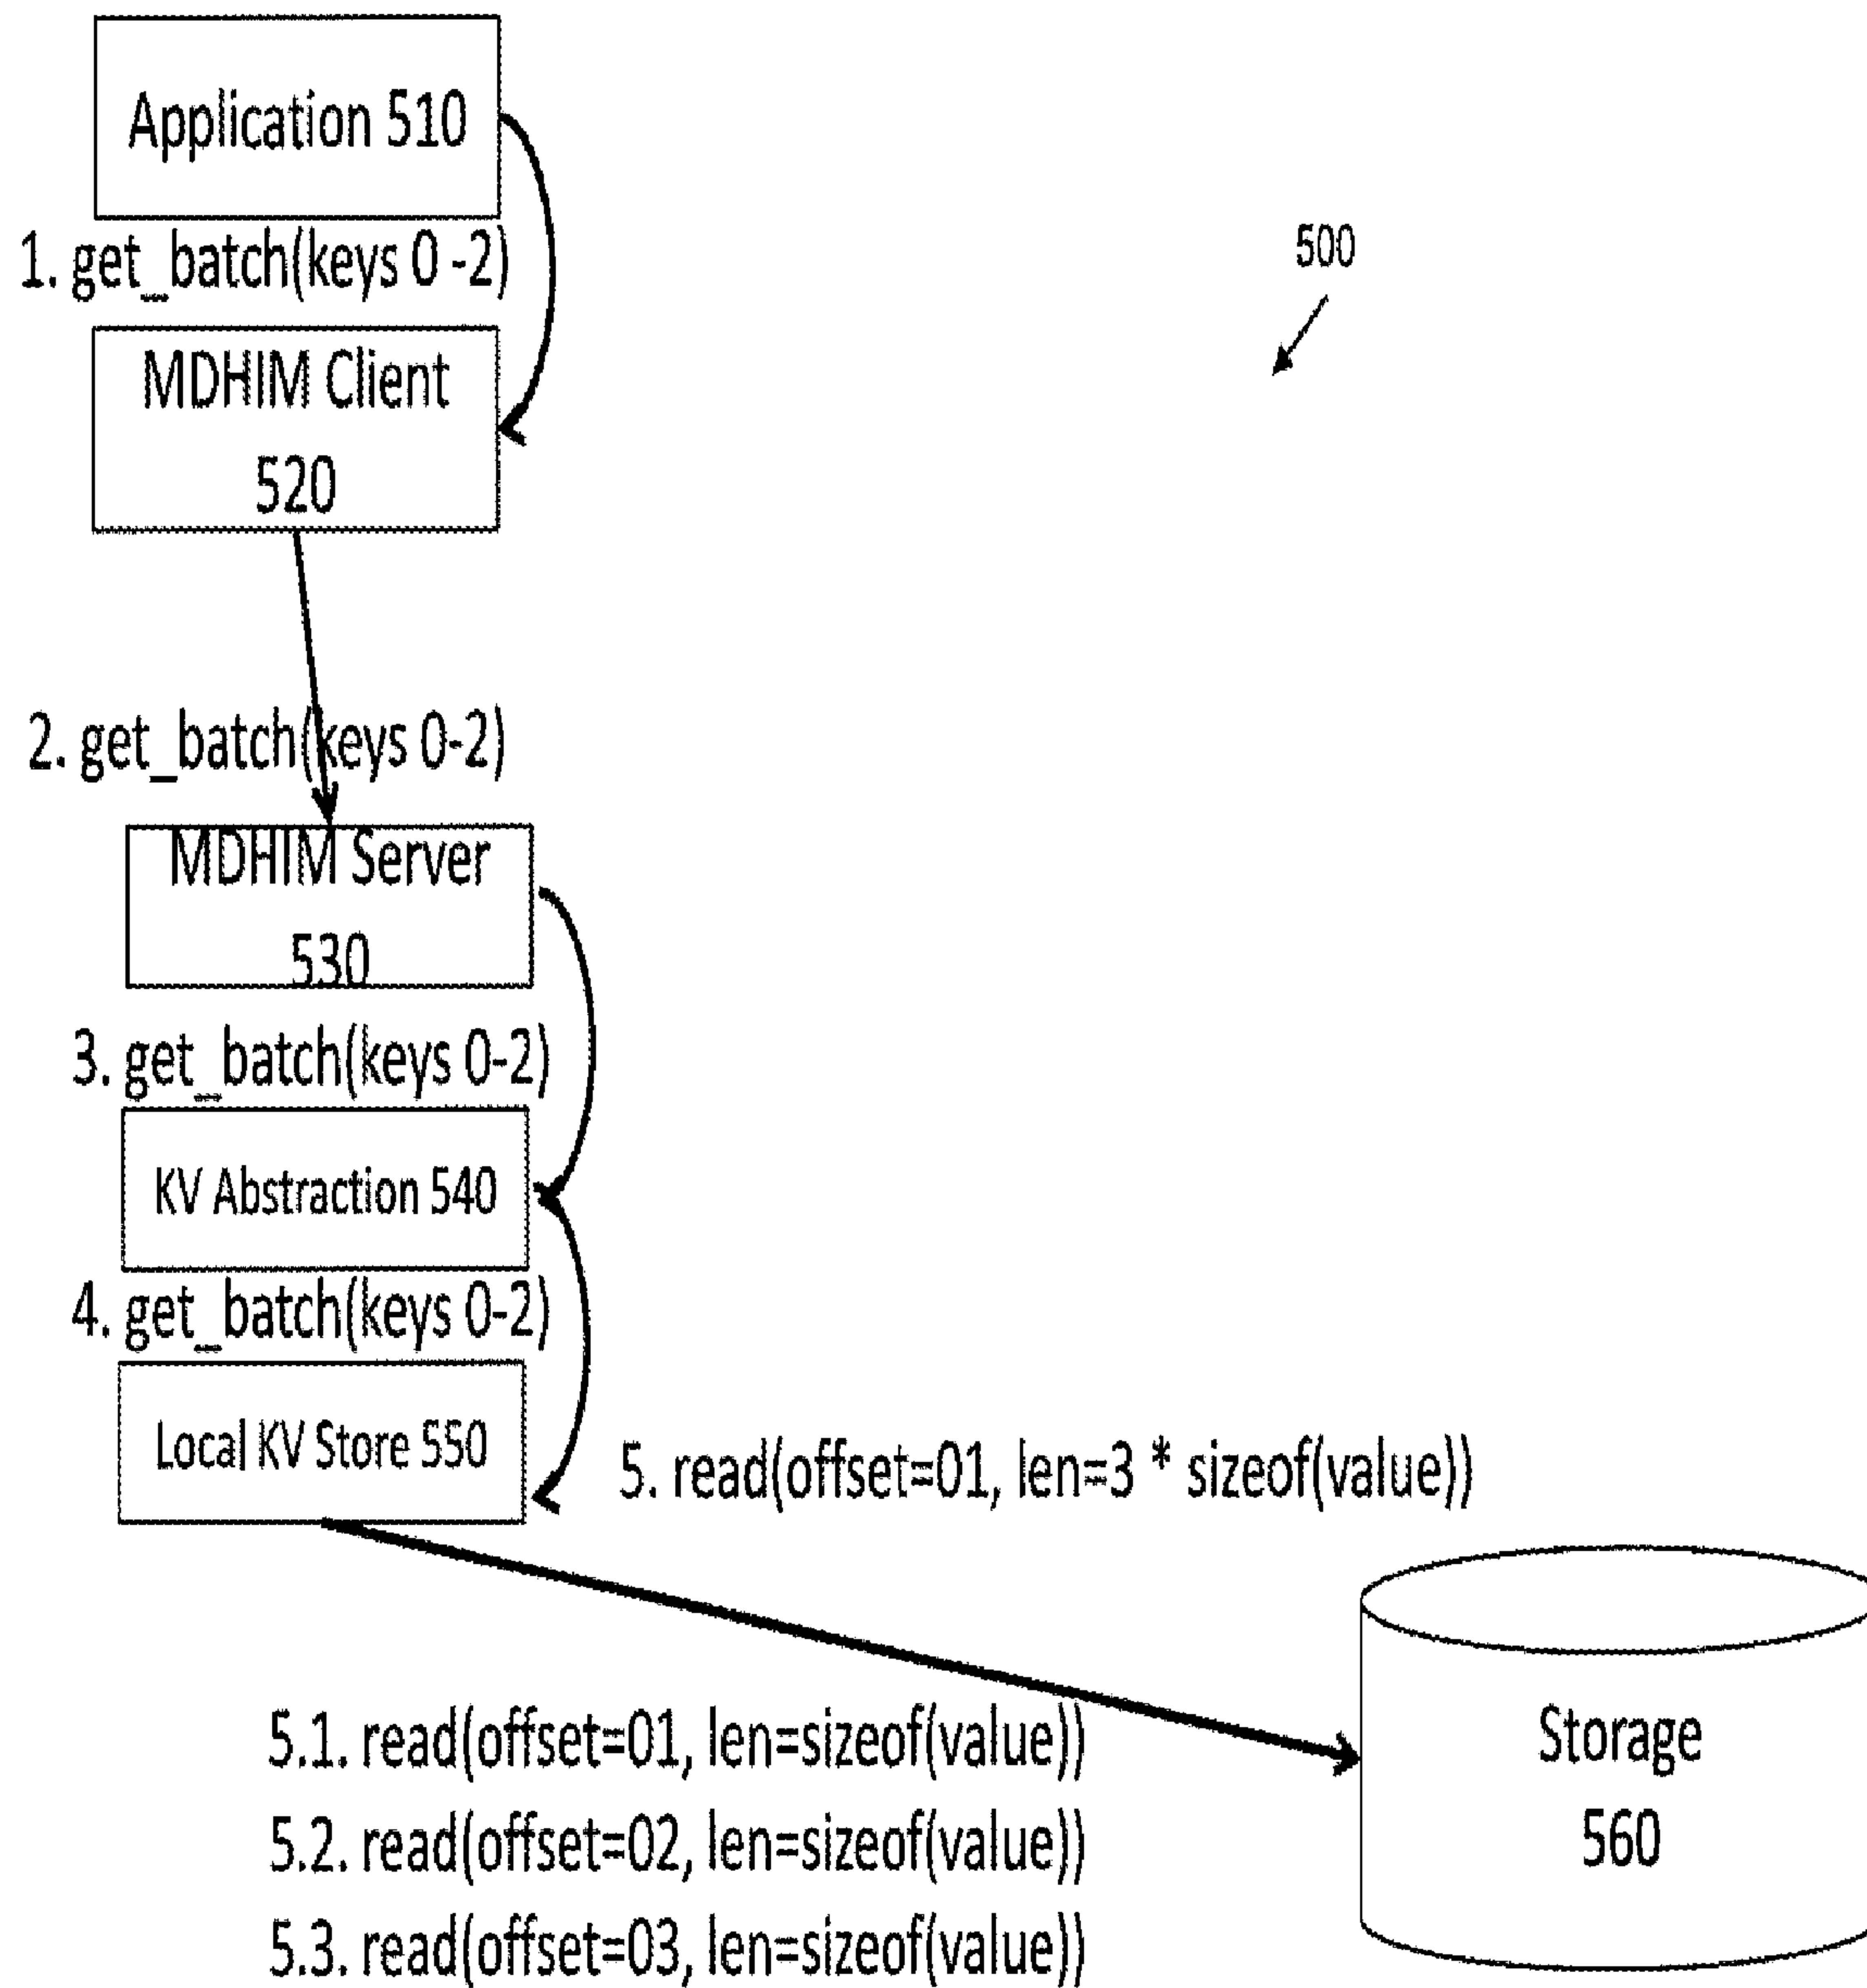 Application 510
1. get_batch(keys 0 -2)
500
MDHIM Client
520
2. get_batch(keys 0-2)
MDHIM Server
530
3. get_batch(keys 0-2)
KV Abstraction 540
4. get_batch(keys 0-2)
Local KV Store 550
5. read(offset=01, len=3 * sizeof(value))
5.1. read(offset=01, len=sizeof(value))
5.2. read(offset=02, len=sizeof(value))
5.3. read(offset=03, len=sizeof(value))
Storage
560